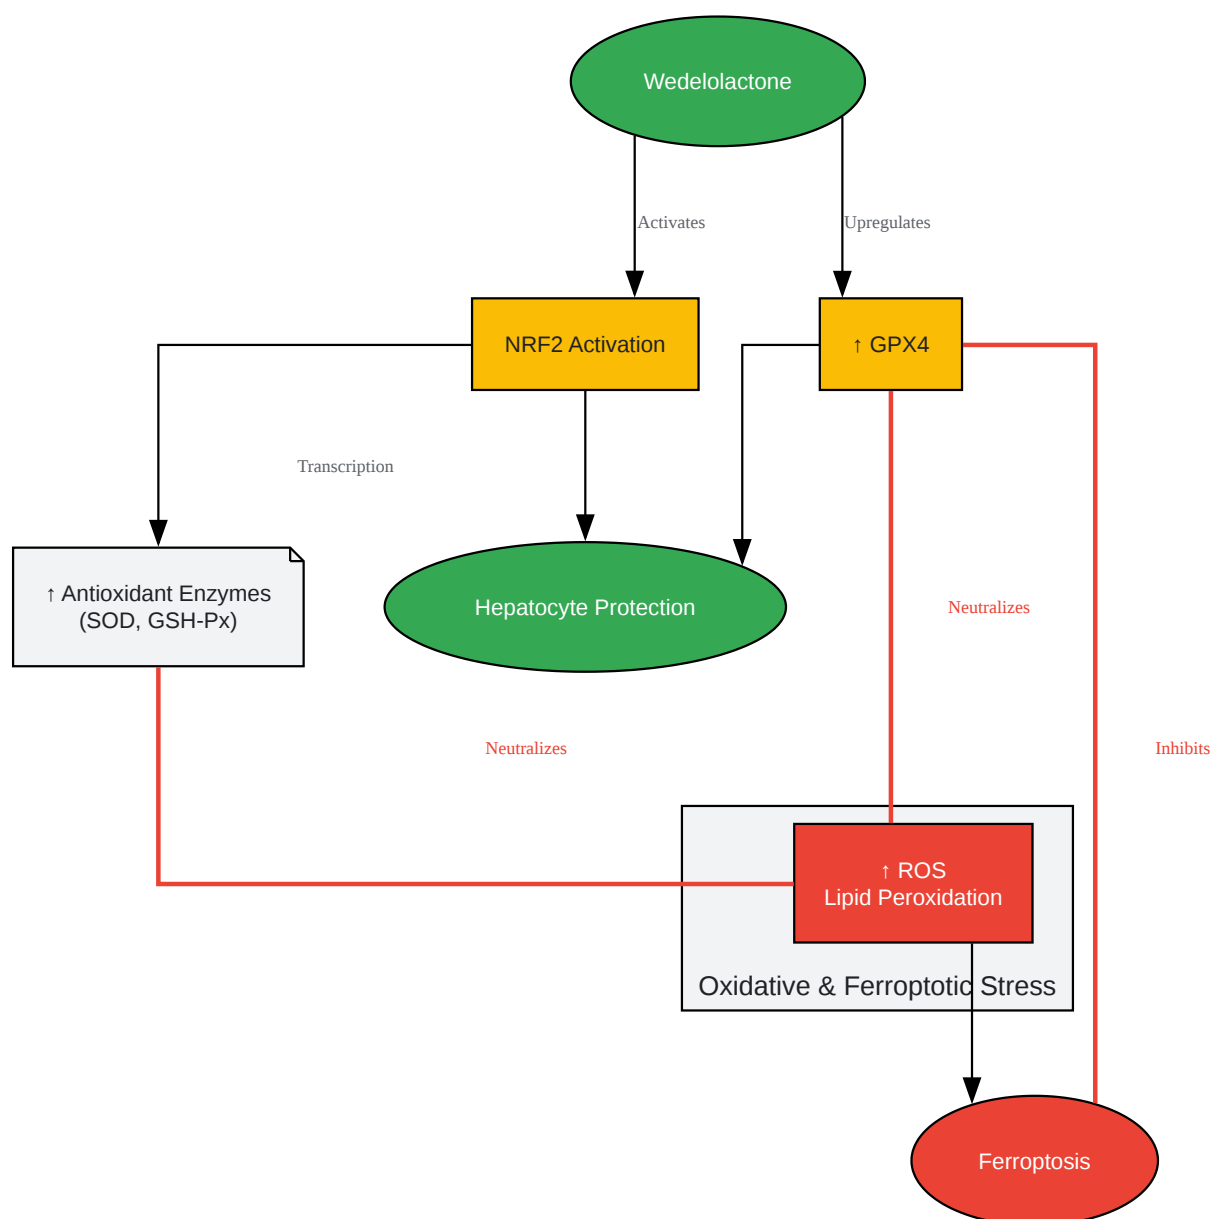 Wedelolactone
Activates
Upregulates
NRF2 Activation
↑ GPX4
Transcription
↑ Antioxidant Enzymes
(SOD, GSH-Px)
Hepatocyte Protection
Neutralizes
Neutralizes
Inhibits
↑ ROS
Lipid Peroxidation
Oxidative & Ferroptotic Stress
Ferroptosis